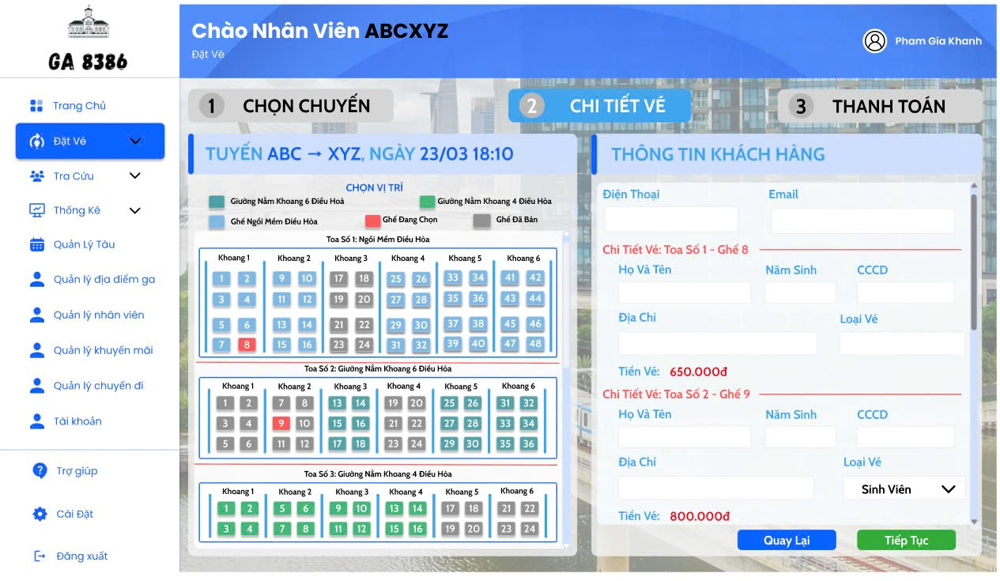 GA 8386
Chào Nhân Viên ABCXYZ
Đặt Vé
Pham Gia Khanh
Trang Chủ
Đặt Vé
Tra Cứu
Thống Kê
Quản Lý Tàu
Quản lý địa điểm ga
Quản lý nhân viên
Quản lý khuyến mãi
Quản lý chuyến đi
Tài khoản
Trợ giúp
Cài Đặt
Đăng xuất
1 CHỌN CHUYẾN
2 CHI TIẾT VÉ
3 THANH TOÁN
TUYẾN ABC → XYZ, NGÀY 23/03 18:10
CHỌN VỊ TRÍ
Giường Nằm Khoang 6 Điều Hoà Giường Nằm Khoang 4 Điều Hòa
Ghế Ngồi Mềm Điều Hòa Ghế Đang Chọn Ghế Đã Bán
Toa Số 1: Ngồi Mềm Điều Hòa
Khoang 1 Khoang 2 Khoang 3 Khoang 4 Khoang 5 Khoang 6
1 2 9 10 17 18 25 26 33 34 41 42
3 4 11 12 19 20 27 28 35 36 43 44
5 6 13 14 21 22 29 30 37 38 45 46
7 8 15 16 23 24 31 32 39 40 47 48
Toa Số 2: Giường Nằm Khoang 6 Điều Hòa
Khoang 1 Khoang 2 Khoang 3 Khoang 4 Khoang 5 Khoang 6
1 2 7 8 13 14 19 20 25 26 31 32
3 4 9 10 15 16 21 22 27 28 33 34
5 6 11 12 17 18 23 24 29 30 35 36
Toa Số 3: Giường Nằm Khoang 4 Điều Hòa
Khoang 1 Khoang 2 Khoang 3 Khoang 4 Khoang 5 Khoang 6
1 2 5 6 9 10 13 14 17 18 21 22
3 4 7 8 11 12 15 16 19 20 23 24
THÔNG TIN KHÁCH HÀNG
Điện Thoại Email
Chi Tiết Vé: Toa Số 1 - Ghế 8
Họ Và Tên Năm Sinh CCCD
Địa Chỉ Loại Vé
Tiền Vé: 650.000đ
Chi Tiết Vé: Toa Số 2 - Ghế 9
Họ Và Tên Năm Sinh CCCD
Địa Chỉ Loại Vé
Sinh Viên
Tiền Vé: 800.000đ
Quay Lại Tiếp Tục